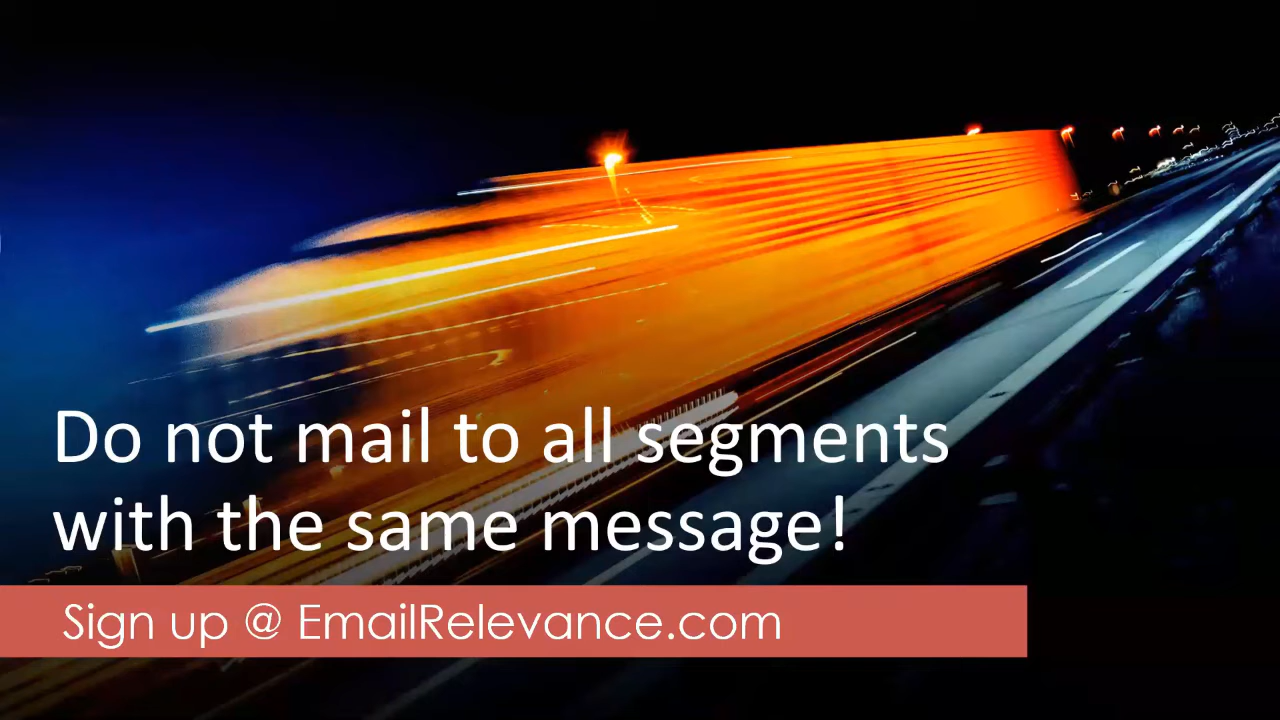 Do not mail to all segments
with the same message!
Sign up @ EmailRelevance.com